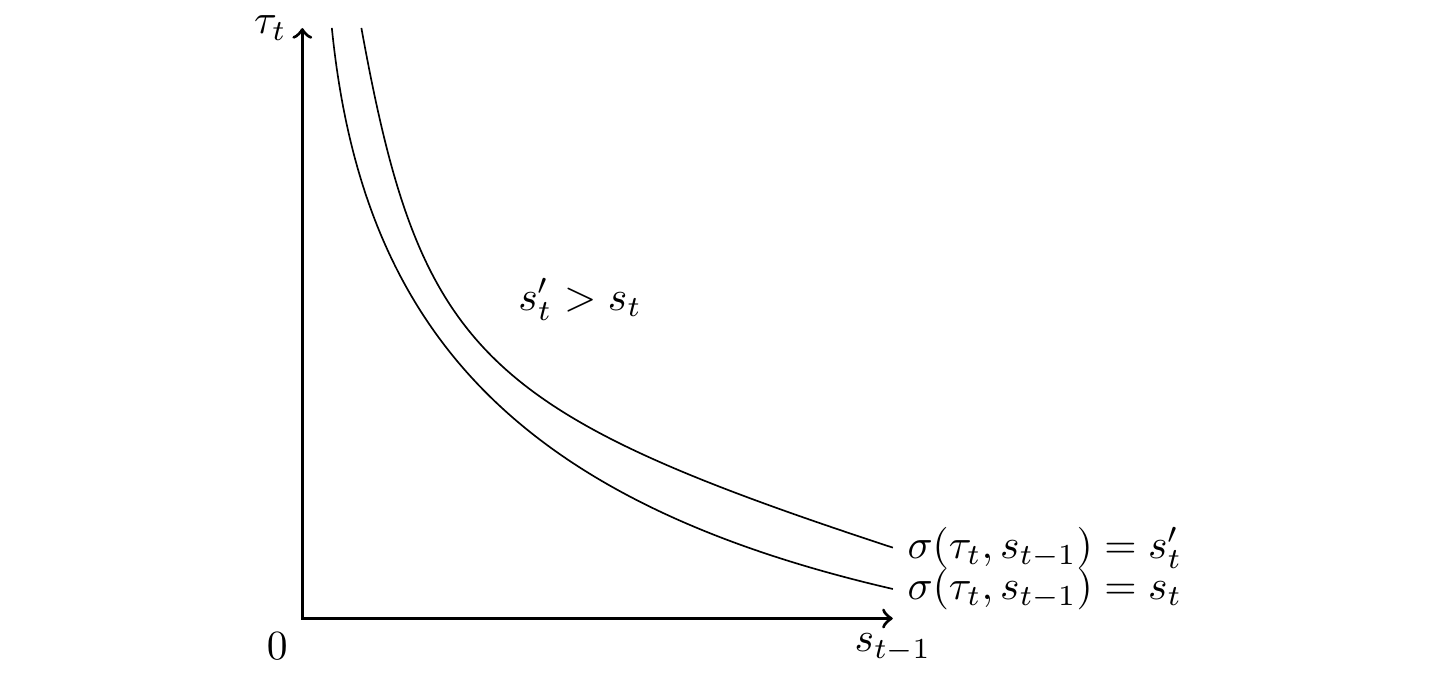 τ_t
s′_t > s_t
σ(τ_t, s_{t−1}) = s′_t
σ(τ_t, s_{t−1}) = s_t
0
s_{t−1}